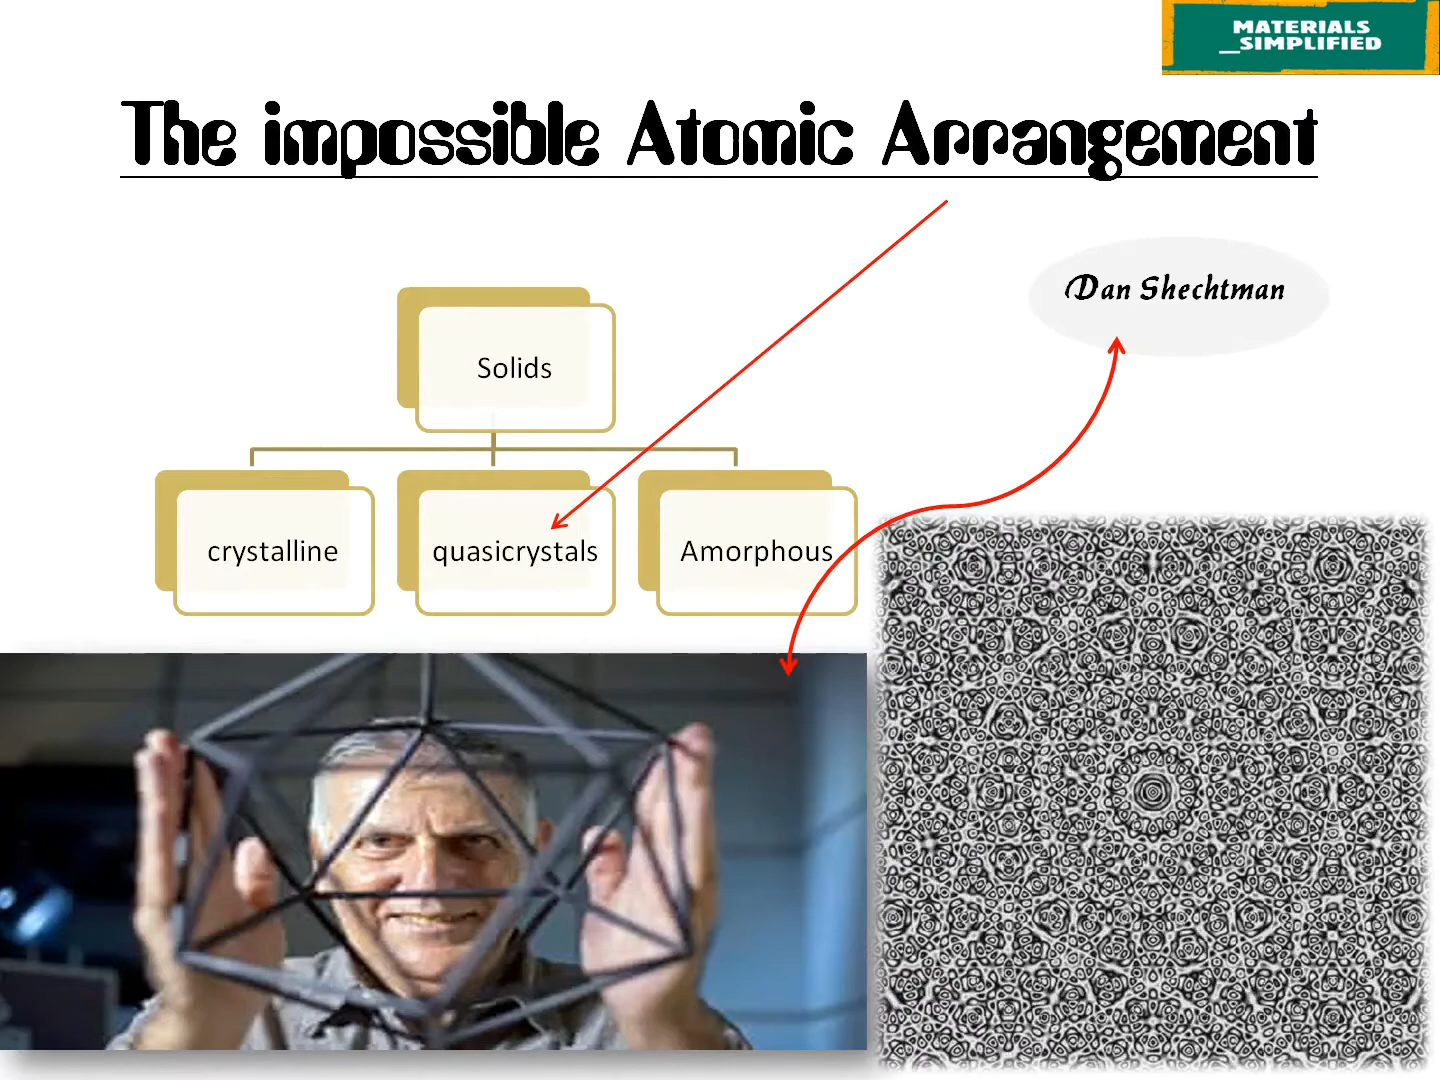 MATERIALS
_SIMPLIFIED
The impossible Atomic Arrangement
Dan Shechtman
Solids
crystalline
quasicrystals
Amorphous